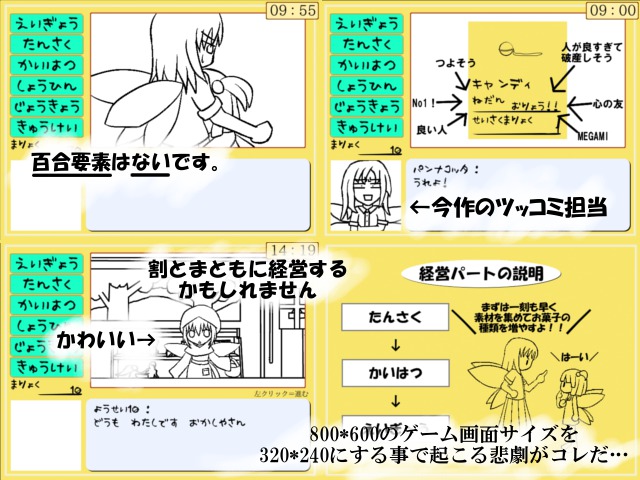 09:55
えいぎょう
たんさく
かいはつ
しょうひん
じょうきょう
きゅうけい
まりょく
10
百合要素はないです。
09:00
えいぎょう
たんさく
かいはつ
しょうひん
じょうきょう
きゅうけい
まりょく
10
つよそう
人が良すぎて
破産しそう
キャンディ
No1!
ねだん おりょう!!
心の友
せいさくまりょく
良い人
MEGAMI
パンナコッタ:
うれよ!
←今作のツッコミ担当
14:19
えいぎょう
たんさく
かいはつ
しょうひん
じょう
きゅうけい
まりょく
10
割とまともに経営する
かもしれません
かわいい→
左クリック=進む
ようせい10:
どうも わたしです おかしやさん
経営パートの説明
たんさく
↓
かいはつ
↓
まずは一刻も早く
素材を集めてお菓子の
種類を増やすよ!!
はーい
800*600のゲーム画面サイズを
320*240にする事で起こる悲劇がコレだ…